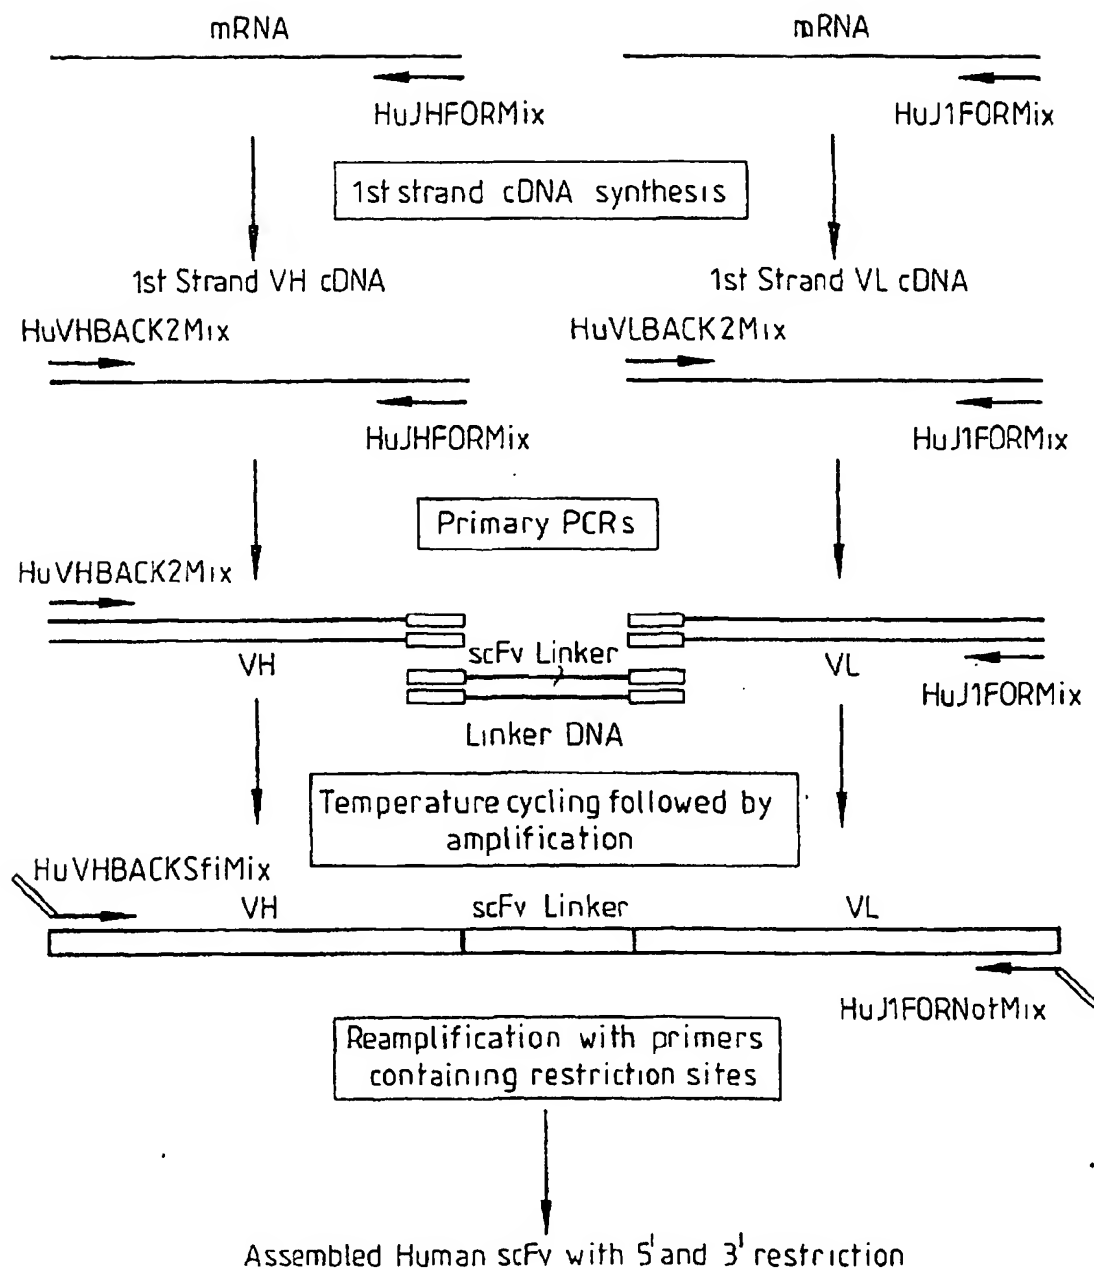 mRNA
mRNA
HuJHFORMix
HuJ1FORMix
1st strand cDNA synthesis
1st Strand VH cDNA
1st Strand VL cDNA
HuVHBACK2Mix
HuVLBACK2Mix
HuJHFORMix
HuJ1FORMix
Primary PCRs
HuVHBACK2Mix
VH
scFv Linker
VL
HuJ1FORMix
Linker DNA
Temperature cycling followed by
amplification
HuVHBACKSfiMix
VH
scFv Linker
VL
HuJ1FORNotMix
Reamplification with primers
containing restriction sites
Assembled Human scFv with 5' and 3' restriction